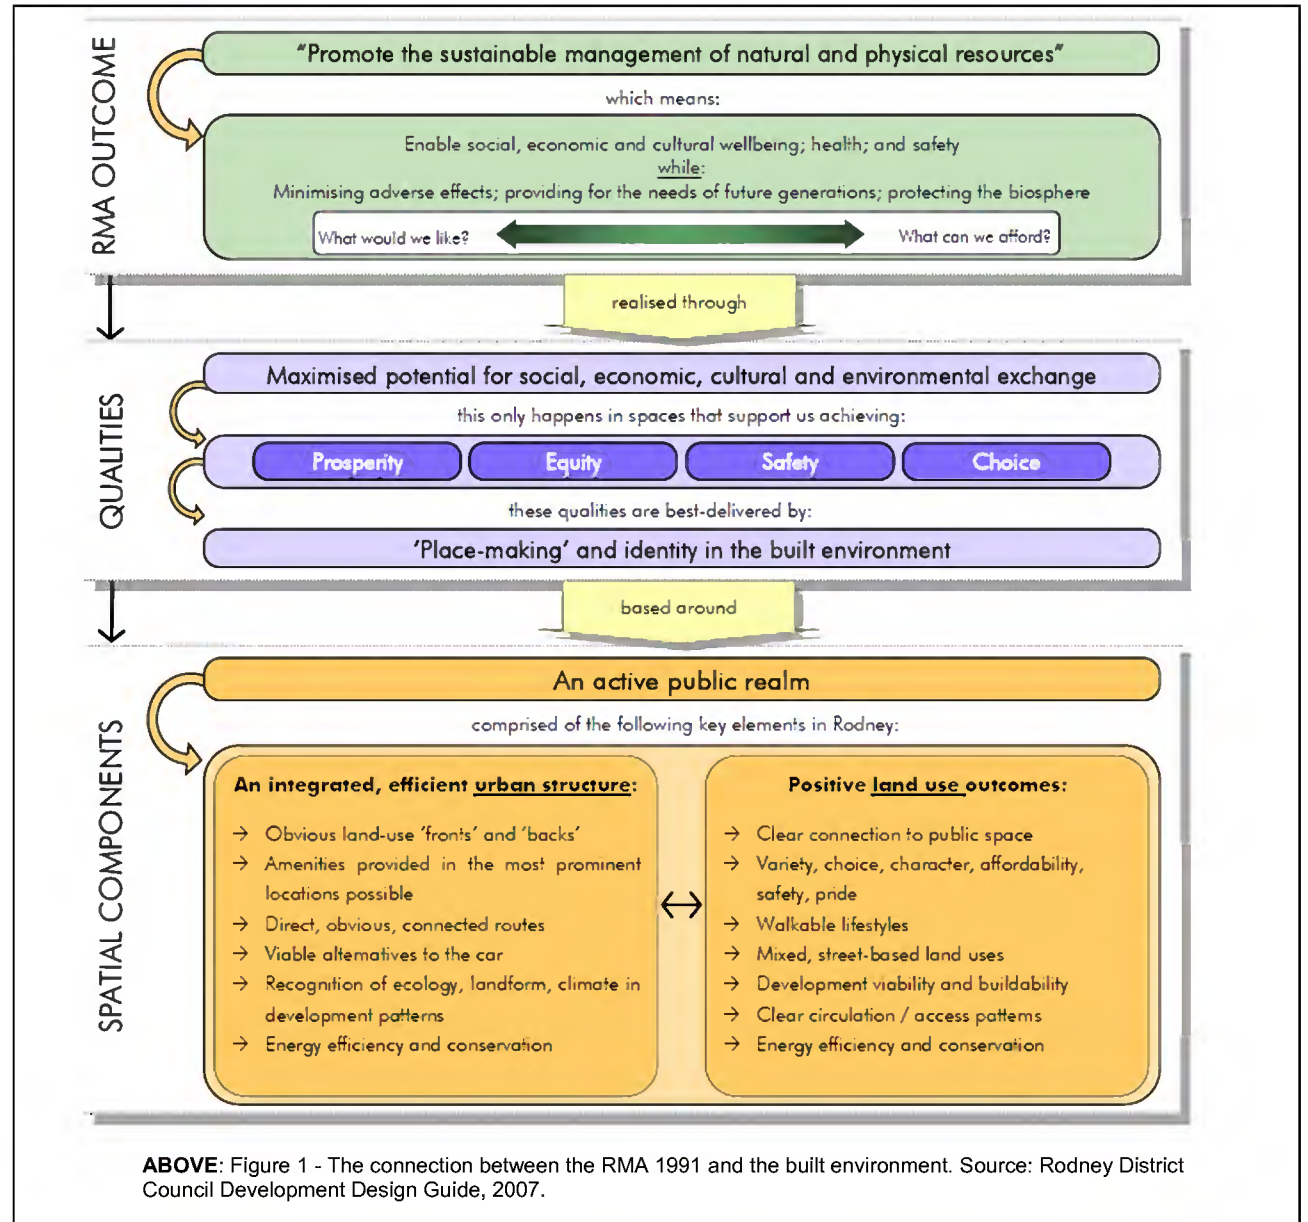 RMA OUTCOME
"Promote the sustainable management of natural and physical resources"
which means:
Enable social, economic and cultural wellbeing; health; and safety
while:
Minimising adverse effects; providing for the needs of future generations; protecting the biosphere
What would we like?
What can we afford?
realised through
QUALITIES
Maximised potential for social, economic, cultural and environmental exchange
this only happens in spaces that support us achieving:
Prosperity
Equity
Safety
Choice
these qualities are best-delivered by:
'Place-making' and identity in the built environment
based around
SPATIAL COMPONENTS
An active public realm
comprised of the following key elements in Rodney:
An integrated, efficient urban structure:
→ Obvious land-use 'fronts' and 'backs'
→ Amenities provided in the most prominent
locations possible
→ Direct, obvious, connected routes
→ Viable alternatives to the car
→ Recognition of ecology, landform, climate in
development patterns
→ Energy efficiency and conservation
Positive land use outcomes:
→ Clear connection to public space
→ Variety, choice, character, affordability,
safety, pride
→ Walkable lifestyles
→ Mixed, street-based land uses
→ Development viability and buildability
→ Clear circulation / access patterns
→ Energy efficiency and conservation
ABOVE: Figure 1 - The connection between the RMA 1991 and the built environment. Source: Rodney District
Council Development Design Guide, 2007.